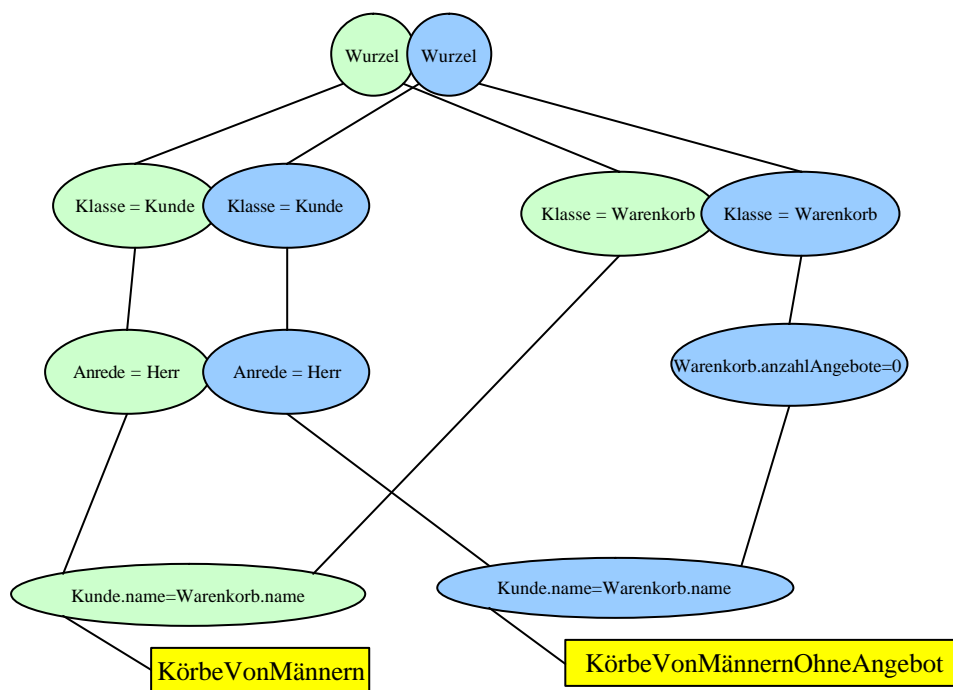 Wurzel
Wurzel
Klasse = Kunde
Klasse = Kunde
Klasse = Warenkorb
Klasse = Warenkorb
Anrede = Herr
Anrede = Herr
Warenkorb.anzahlAngebote=0
Kunde.name=Warenkorb.name
Kunde.name=Warenkorb.name
KörbeVonMännern
KörbeVonMännernOhneAngebot